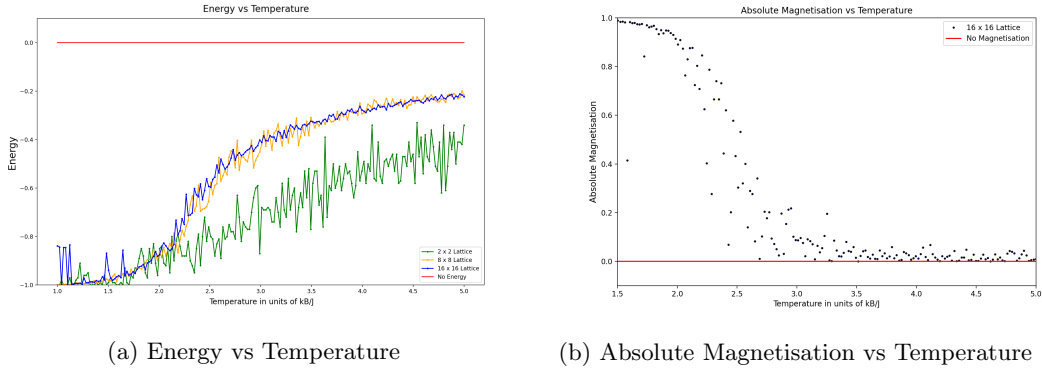 Energy vs Temperature
0.0
−0.2
−0.4
−0.6
−0.8
−1.0
Energy
1.0 1.5 2.0 2.5 3.0 3.5 4.0 4.5 5.0
Temperature in units of kB/J
2 x 2 Lattice
8 x 8 Lattice
16 x 16 Lattice
No Energy
(a) Energy vs Temperature
Absolute Magnetisation vs Temperature
1.0
0.8
0.6
0.4
0.2
0.0
Absolute Magnetisation
1.5 2.0 2.5 3.0 3.5 4.0 4.5 5.0
Temperature in units of kB/J
16 x 16 Lattice
No Magnetisation
(b) Absolute Magnetisation vs Temperature